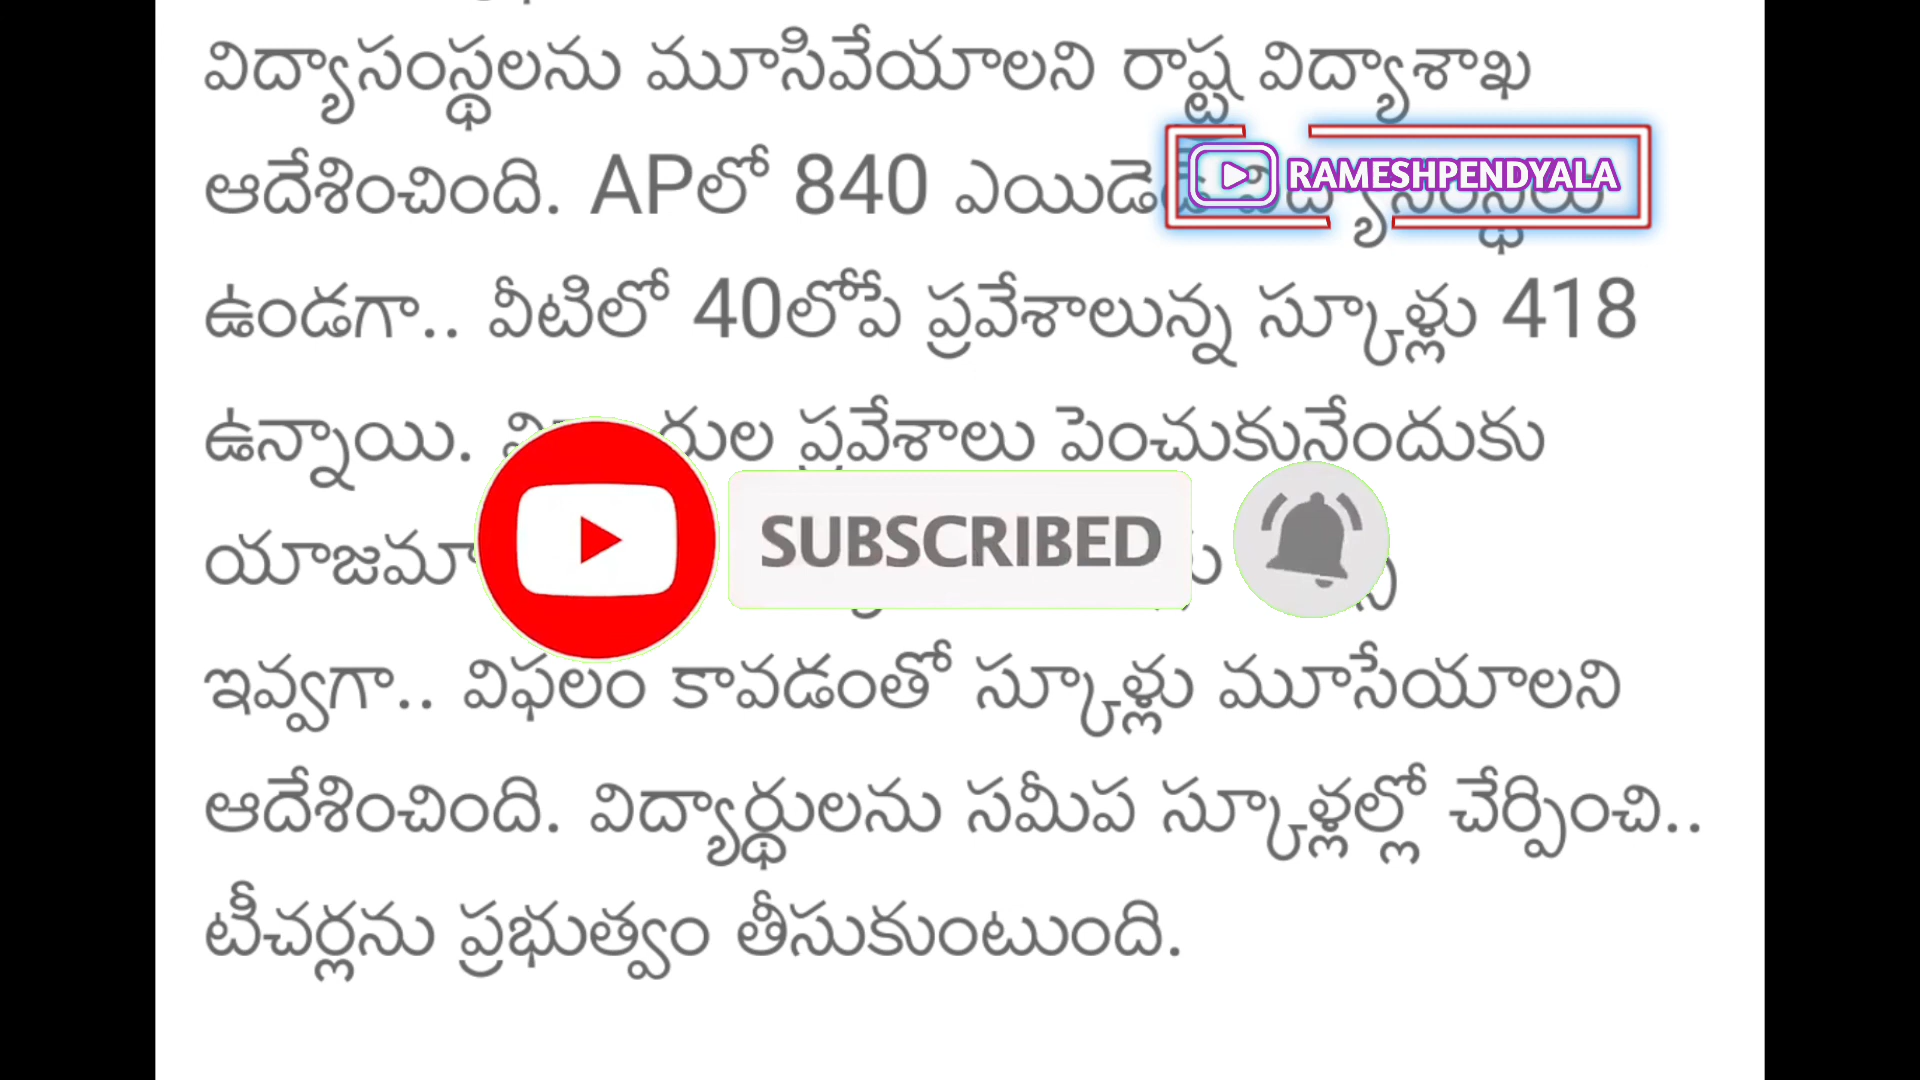 విద్యాసంస్థలను మూసివేయాలని రాష్ట్ర విద్యాశాఖ
ఆదేశించింది. APలో 840 ఎయిడెడ్ విద్యాసంస్థలు
RAMESHPENDYALA
ఉండగా.. వీటిలో 40లోపే ప్రవేశాలున్న స్కూళ్లు 418
ఉన్నాయి. ప్రవేశాలు పెంచుకునేందుకు
SUBSCRIBED
ఇవ్వగా.. విఫలం కావడంతో స్కూళ్లు మూసేయాలని
ఆదేశించింది. విద్యార్థులను సమీప స్కూళ్లల్లో చేర్పించి..
టీచర్లను ప్రభుత్వం తీసుకుంటుంది.